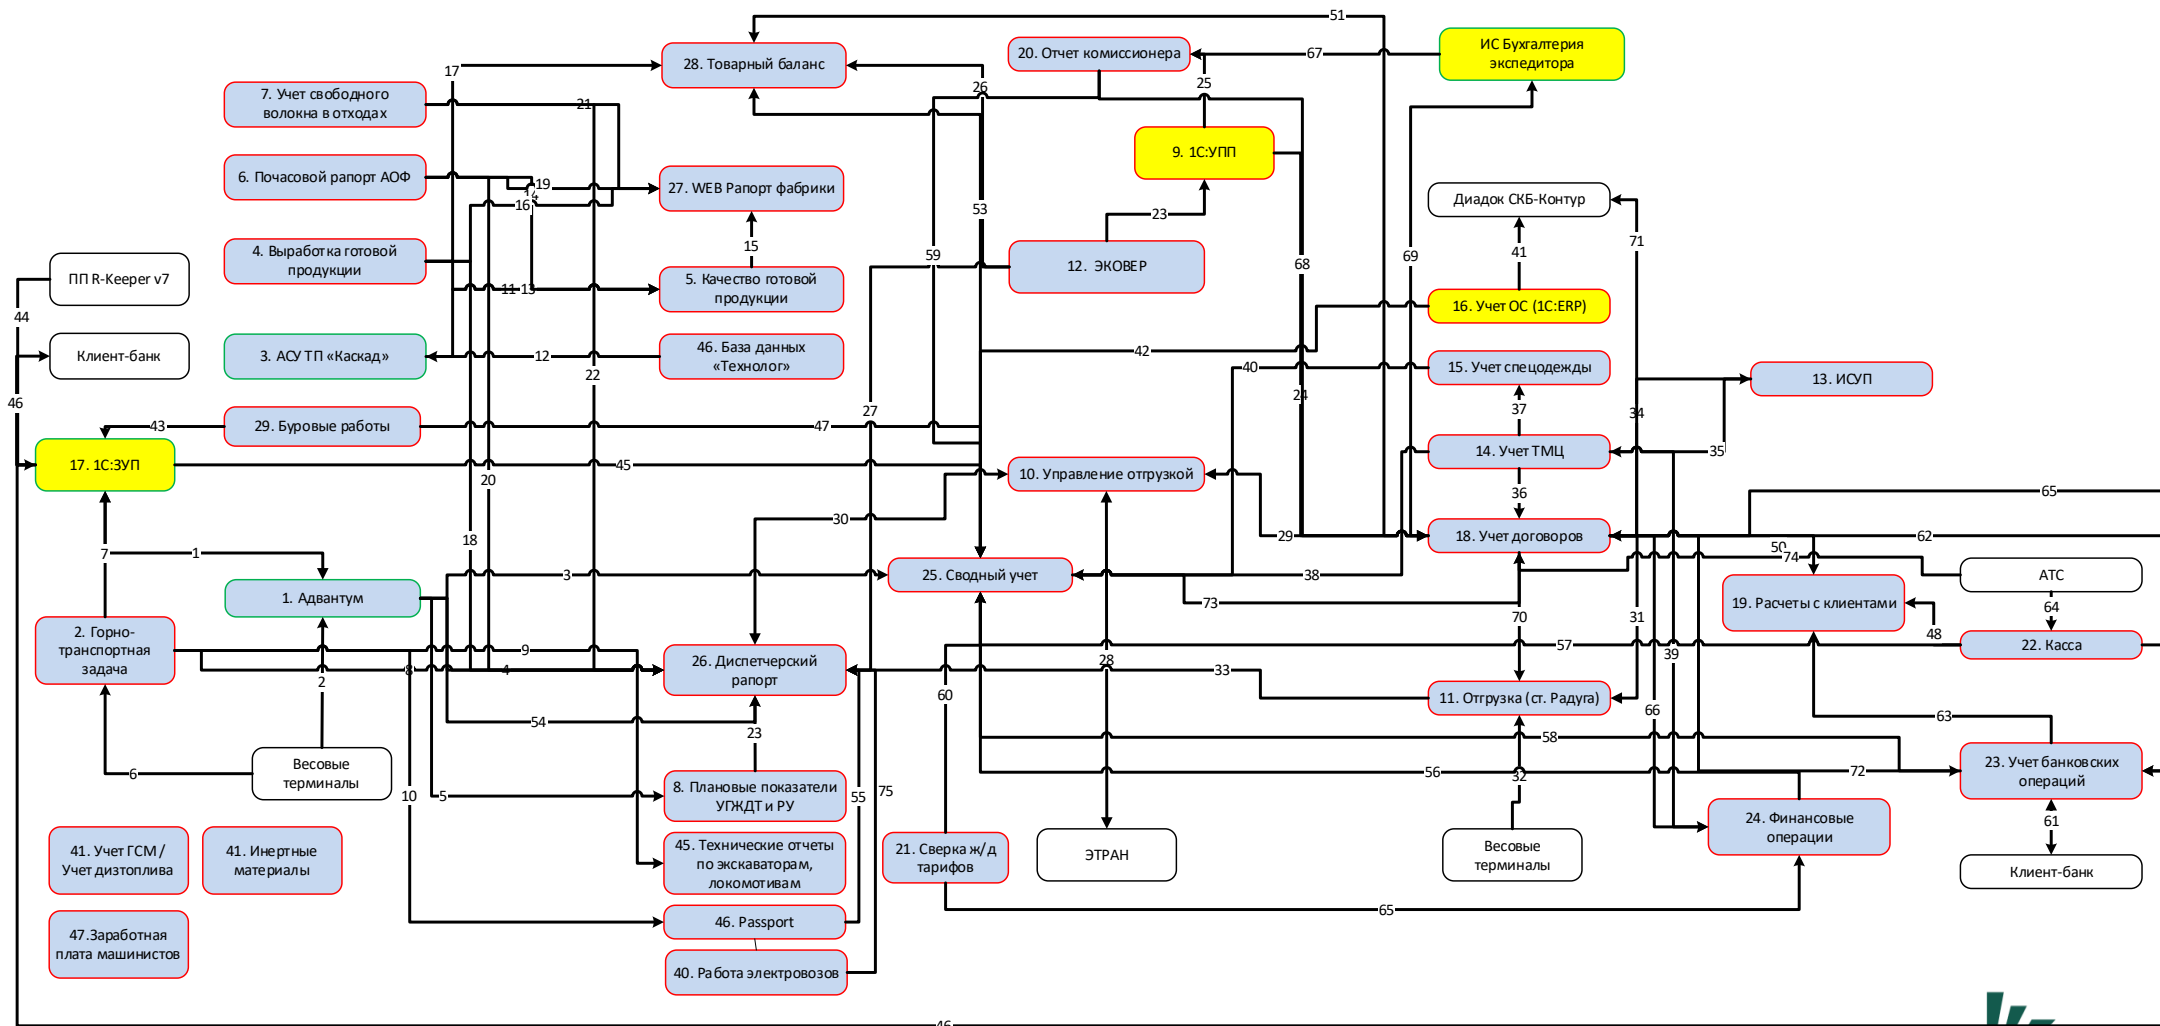 51
20. Отчет комиссионера
67
ИС Бухгалтерия
экспедитора
17
28. Товарный баланс
26
25
7. Учет свободного
волокна в отходах
21
9. 1С:УПП
6. Почасовой рапорт АОФ
19
14
16
27. WEB Рапорт фабрики
53
23
Диадок СКБ-Контур
15
59
68
69
41
71
4. Выработка готовой
продукции
12. ЭКОВЕР
ПП R-Keeper v7
11
13
5. Качество готовой
продукции
16. Учет ОС (1С:ERP)
44
Клиент-банк
3. АСУ ТП «Каскад»
12
46. База данных
«Технолог»
42
40
15. Учет спецодежды
13. ИСУП
22
46
27
24
37
34
43
29. Буровые работы
47
17. 1С:ЗУП
45
20
10. Управление отгрузкой
14. Учет ТМЦ
35
36
65
30
18
29
18. Учет договоров
62
7
1
50
74
3
25. Сводный учет
38
АТС
1. Адвантум
73
70
31
19. Расчеты с клиентами
64
48
2. Горно-
транспортная
задача
9
8
4
2
26. Диспетчерский
рапорт
28
33
57
39
22. Касса
60
11. Отгрузка (ст. Радуга)
66
54
23
63
58
6
Весовые
терминалы
56
32
72
23. Учет банковских
операций
10
5
8. Плановые показатели
УГЖДТ и РУ
55
75
61
24. Финансовые
операции
41. Учет ГСМ /
Учет дизтоплива
41. Инертные
материалы
45. Технические отчеты
по экскаваторам,
локомотивам
21. Сверка ж/д
тарифов
ЭТРАН
Весовые
терминалы
Клиент-банк
65
46. Passport
47.Заработная
плата машинистов
40. Работа электровозов
46